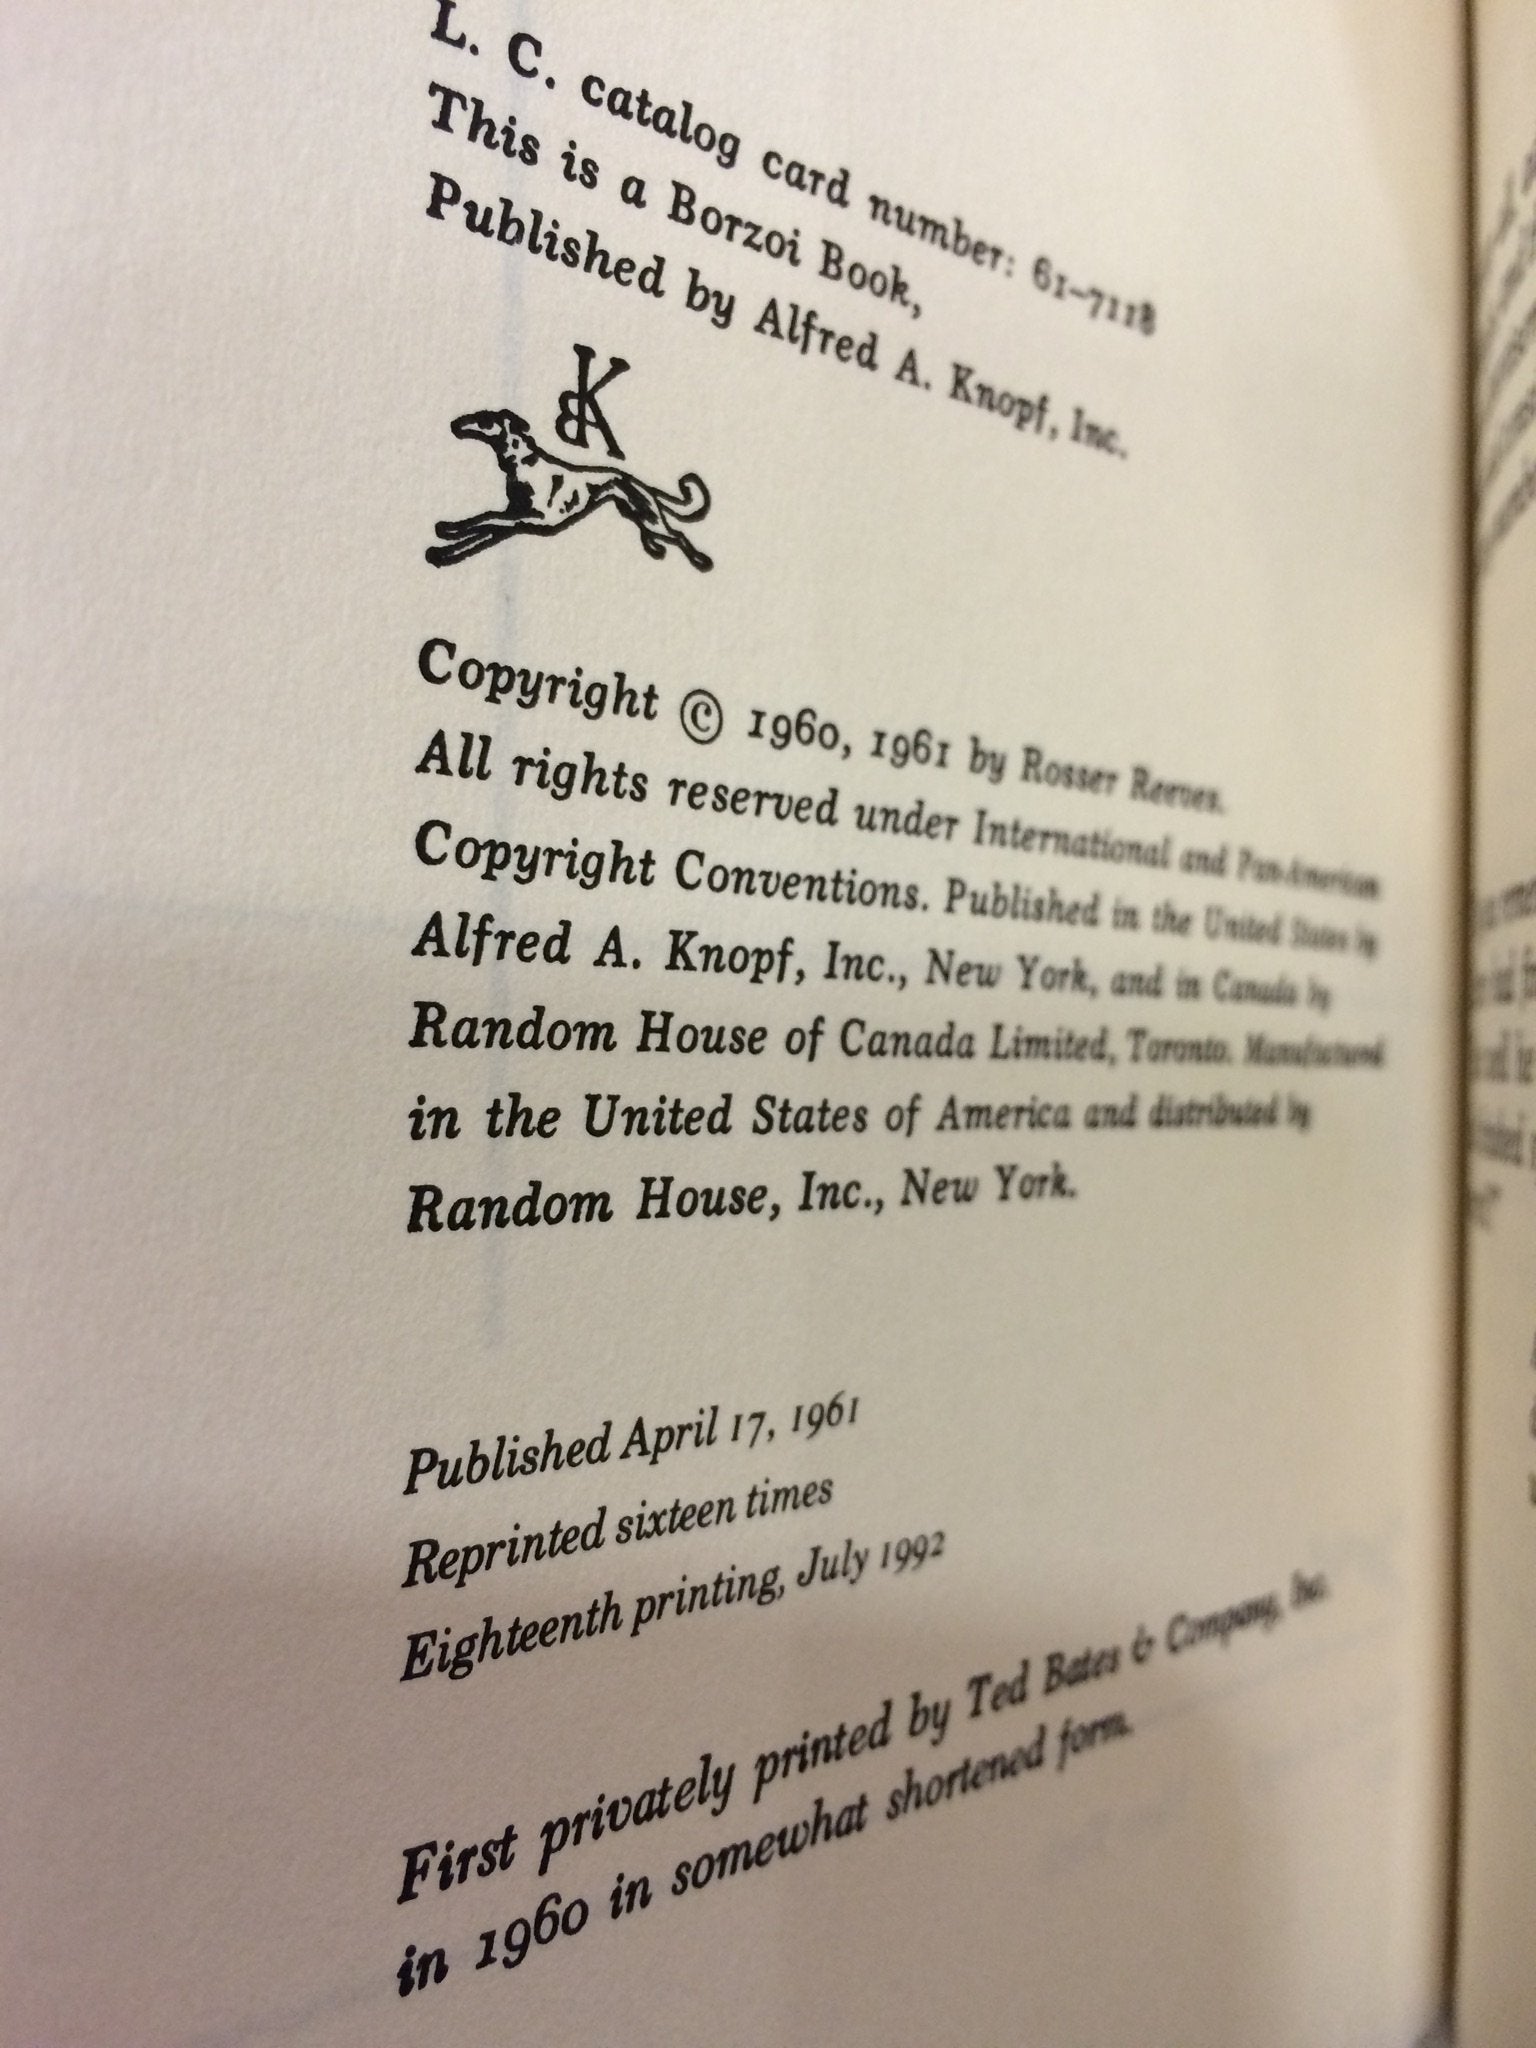 L. C. catalog card number: 61-7118
This is a Borzoi Book,
Published by Alfred A. Knopf, Inc.
BK
Copyright © 1960, 1961 by Rosser Reeves.
All rights reserved under International and Pan-American
Copyright Conventions. Published in the United States by
Alfred A. Knopf, Inc., New York, and in Canada by
Random House of Canada Limited, Toronto. Manufactured
in the United States of America and distributed by
Random House, Inc., New York.
Published April 17, 1961
Reprinted sixteen times
Eighteenth printing, July 1992
First privately printed by Ted Bates & Company, Inc.
in 1960 in somewhat shortened form.